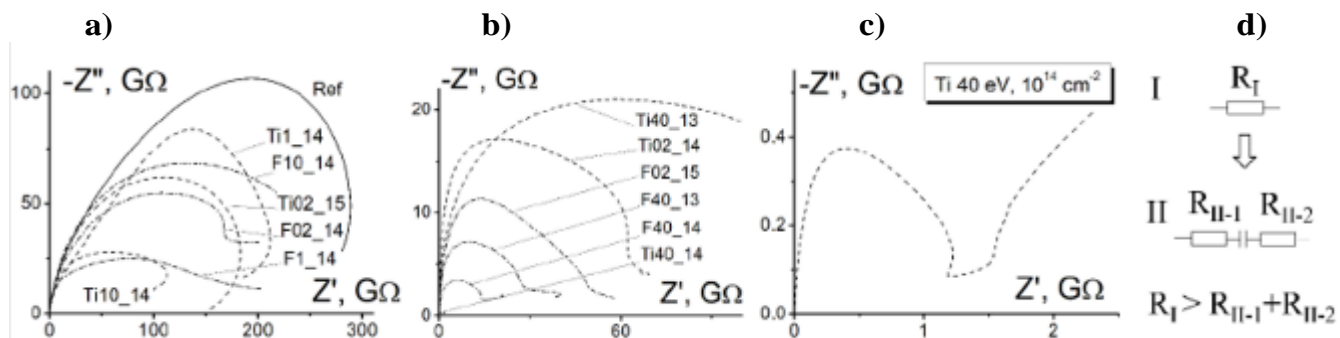 a)
b)
c)
d)
-Z'', GΩ
100
50
0
0
100
200
300
Z', GΩ
Ref
Ti1_14
F10_14
Ti02_15
F02_14
F1_14
Ti10_14
-Z'', GΩ
20
10
0
0
60
Z', GΩ
Ti40_13
Ti02_14
F02_15
F40_13
F40_14
Ti40_14
-Z'', GΩ
Ti 40 eV, 10¹⁴ cm⁻²
0.4
0.2
0.0
0
1
2
Z', GΩ
I
R_I
II
R_II-1 R_II-2
R_I > R_II-1+R_II-2